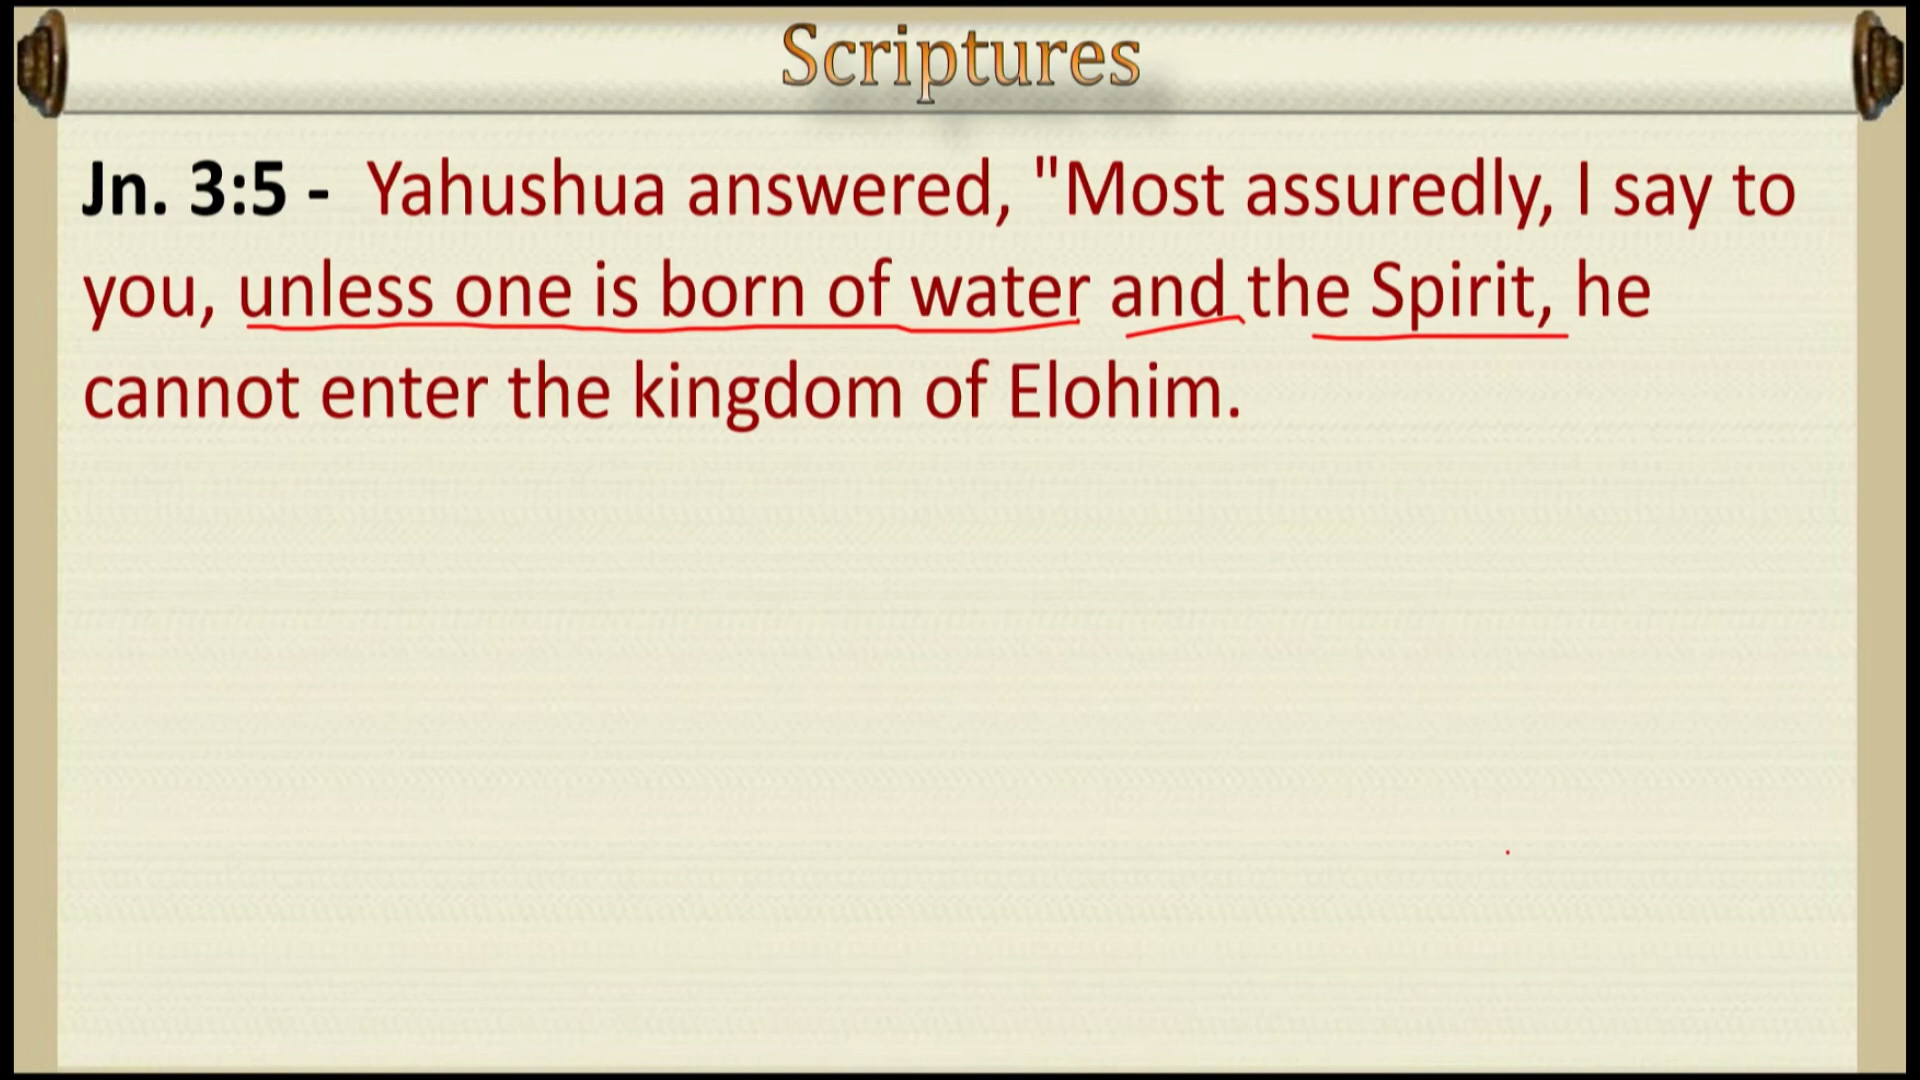 Scriptures
Jn. 3:5 - Yahushua answered, "Most assuredly, I say to
you, unless one is born of water and the Spirit, he
cannot enter the kingdom of Elohim.